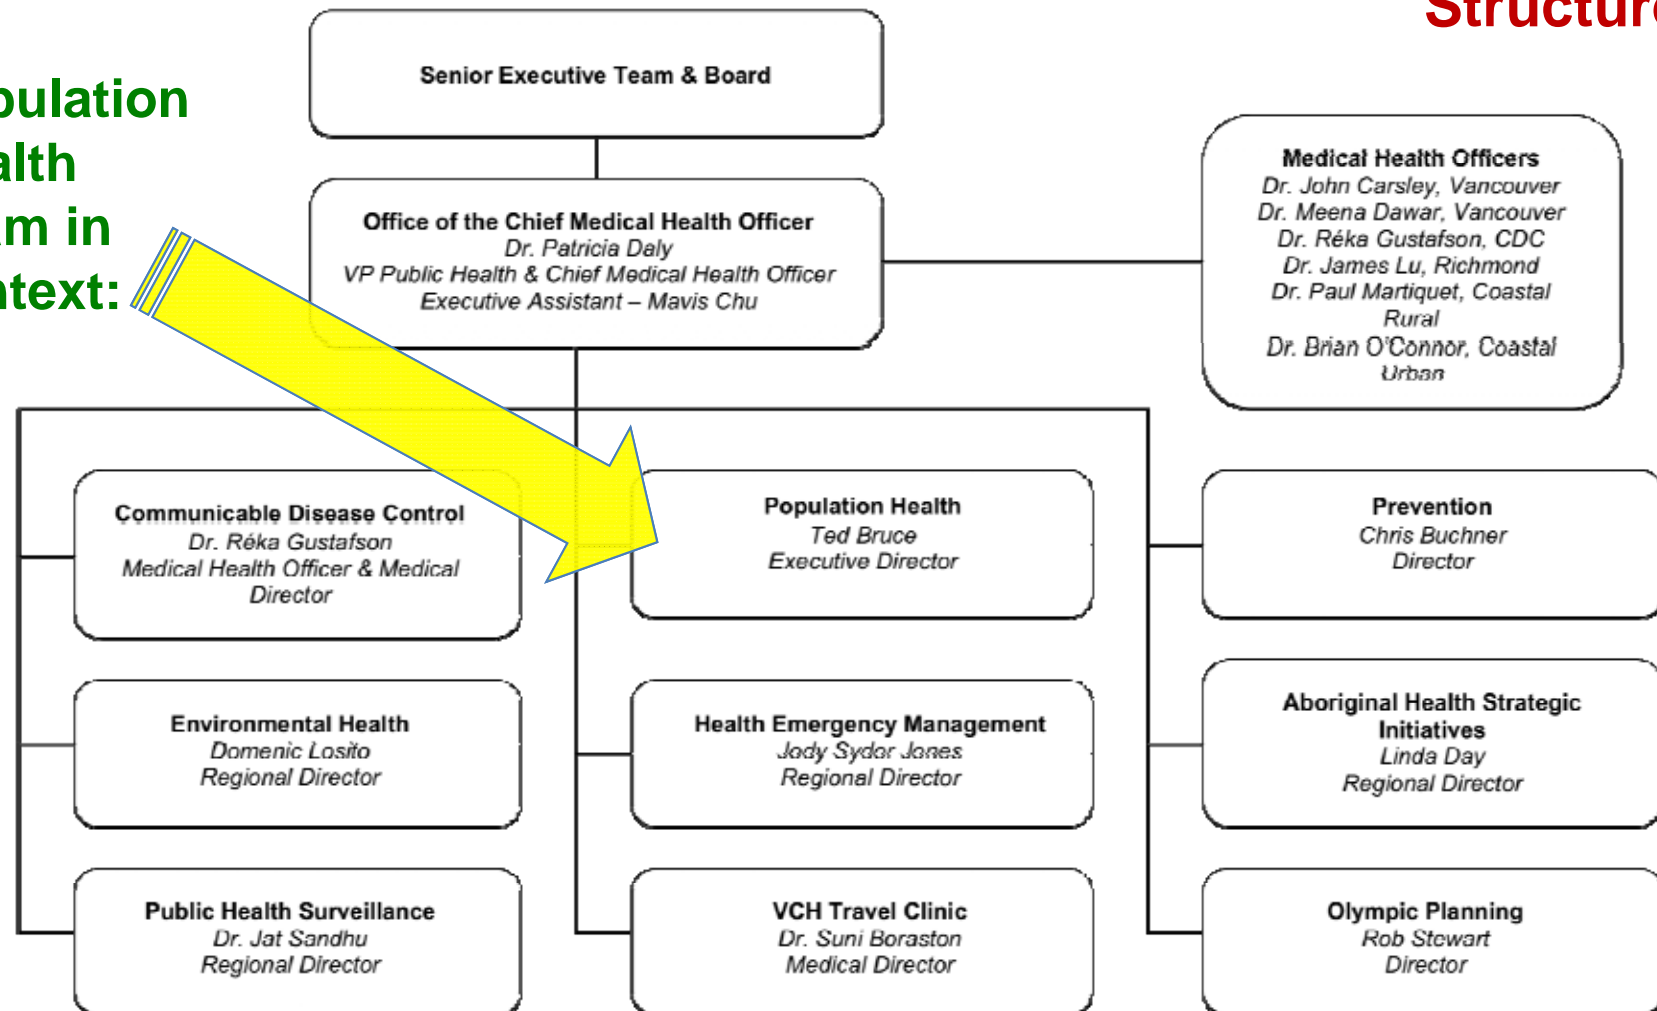 Structure
pulation
alth
am in
ntext:
Senior Executive Team & Board
Office of the Chief Medical Health Officer
Dr. Patricia Daly
VP Public Health & Chief Medical Health Officer
Executive Assistant – Mavis Chu
Medical Health Officers
Dr. John Carsley, Vancouver
Dr. Meena Dawar, Vancouver
Dr. Réka Gustafson, CDC
Dr. James Lu, Richmond
Dr. Paul Martiquet, Coastal
Rural
Dr. Brian O'Connor, Coastal
Urban
Communicable Disease Control
Dr. Réka Gustafson
Medical Health Officer & Medical
Director
Population Health
Ted Bruce
Executive Director
Prevention
Chris Buchner
Director
Environmental Health
Domenic Losito
Regional Director
Health Emergency Management
Jody Sydor Jones
Regional Director
Aboriginal Health Strategic
Initiatives
Linda Day
Regional Director
Public Health Surveillance
Dr. Jat Sandhu
Regional Director
VCH Travel Clinic
Dr. Suni Boraston
Medical Director
Olympic Planning
Rob Stewart
Director